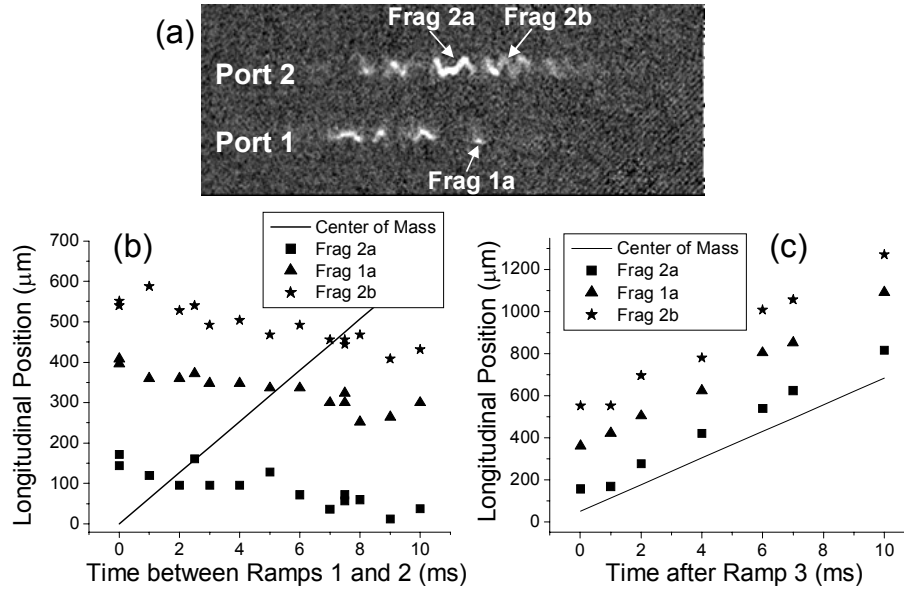 (a)
Frag 2a Frag 2b
Port 2
Port 1
Frag 1a
(b)
Center of Mass
Frag 2a
Frag 1a
Frag 2b
Longitudinal Position (μm)
700
600
500
400
300
200
100
0
0 2 4 6 8 10
Time between Ramps 1 and 2 (ms)
(c)
Center of Mass
Frag 2a
Frag 1a
Frag 2b
Longitudinal Position (μm)
1200
1000
800
600
400
200
0
0 2 4 6 8 10
Time after Ramp 3 (ms)